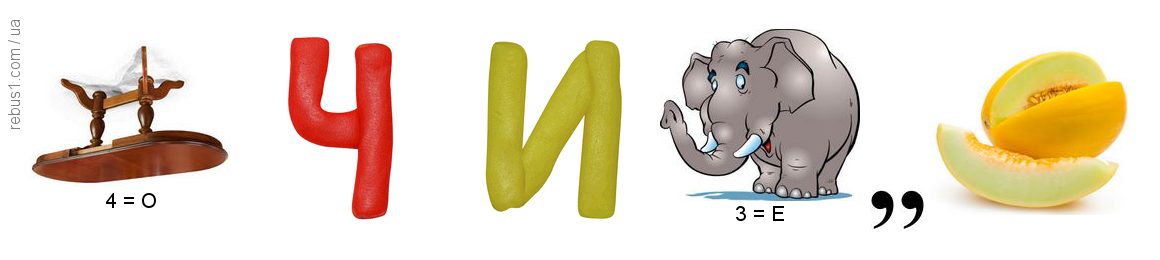 rebus1.com / ua
Ч И
4 = О
3 = Е
,,